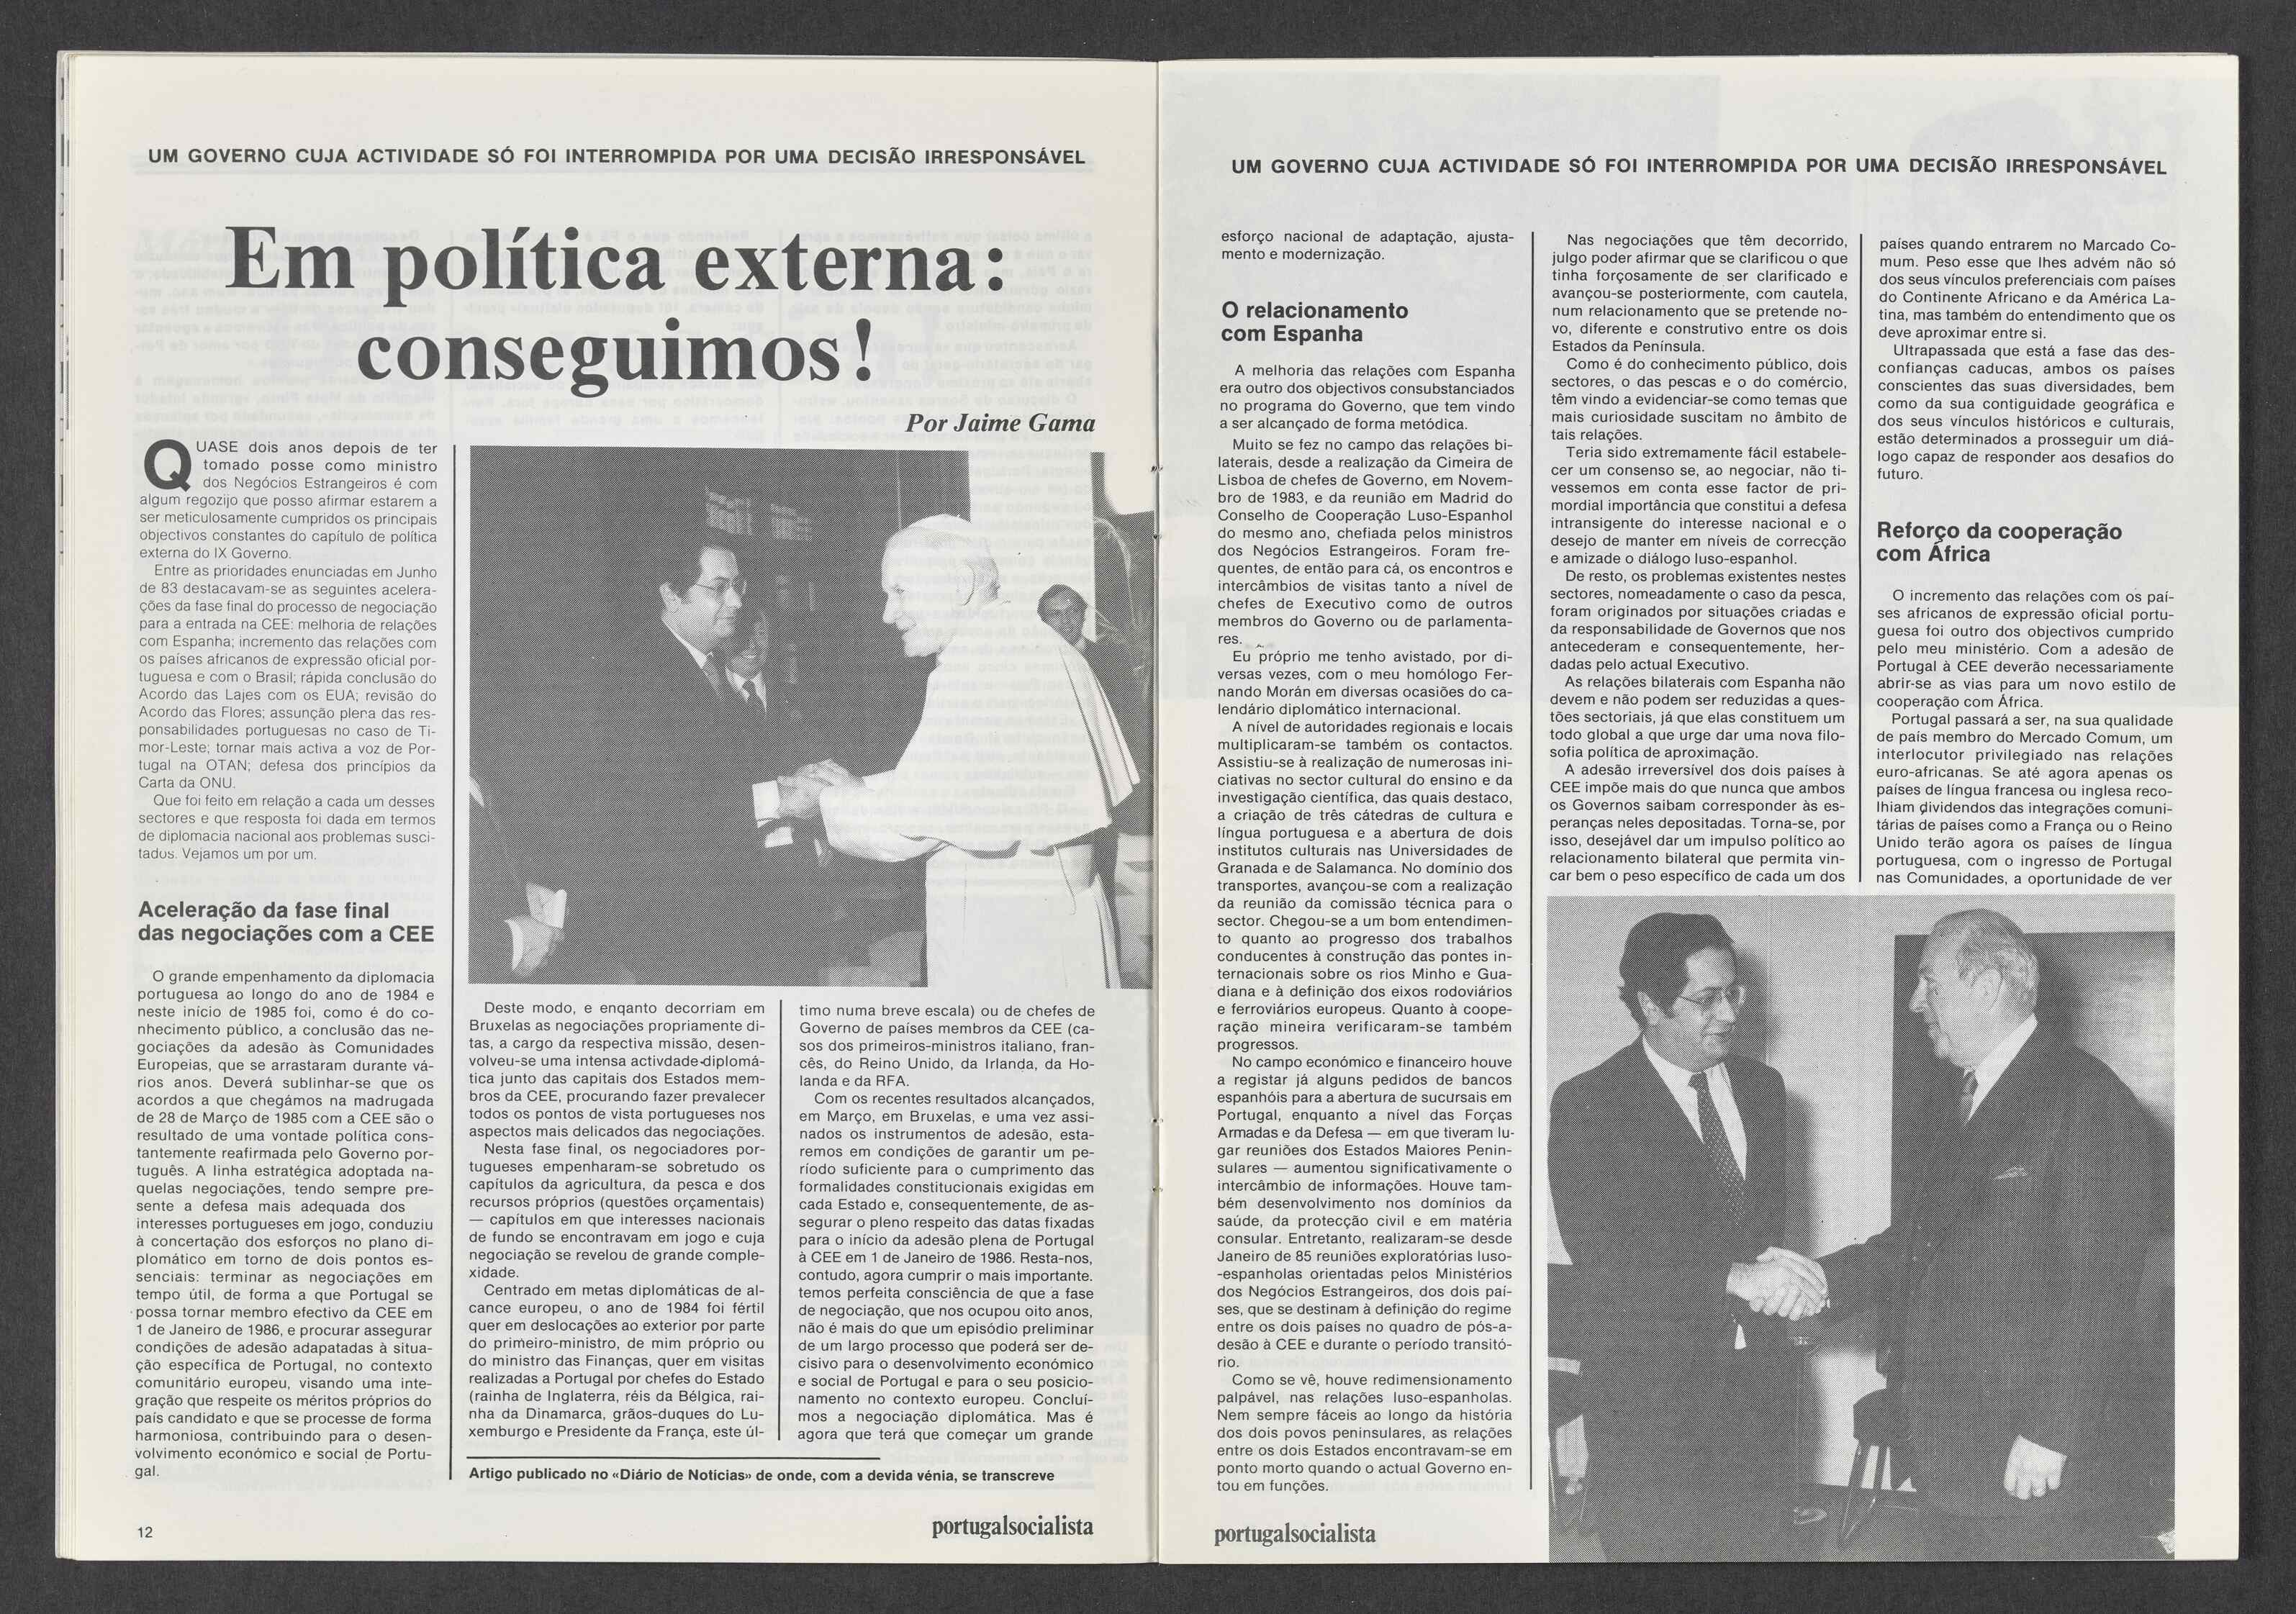 UM GOVERNO CUJA ACTIVIDADE SÓ FOI INTERROMPIDA POR UMA DECISÃO IRRESPONSÁVEL
Em política externa:
conseguimos!
Por Jaime Gama
QUASE dois anos depois de ter
tomado posse como ministro
dos Negócios Estrangeiros é com
algum regozijo que posso afirmar estarem a
ser meticulosamente cumpridos os principais
objectivos constantes do capítulo de política
externa do IX Governo.
Entre as prioridades enunciadas em Junho
de 83 destacavam-se as seguintes acelera-
ções da fase final do processo de negociação
para a entrada na CEE: melhoria de relações
com Espanha; incremento das relações com
os países africanos de expressão oficial por-
tuguesa e com o Brasil; rápida conclusão do
Acordo das Lajes com os EUA; revisão do
Acordo das Flores; assunção plena das res-
ponsabilidades portuguesas no caso de Ti-
mor-Leste; tornar mais activa a voz de Por-
tugal na OTAN; defesa dos princípios da
Carta da ONU.
Que foi feito em relação a cada um desses
sectores e que resposta foi dada em termos
de diplomacia nacional aos problemas susci-
tados. Vejamos um por um.
Aceleração da fase final
das negociações com a CEE
O grande empenhamento da diplomacia
portuguesa ao longo do ano de 1984 e
neste início de 1985 foi, como é do co-
nhecimento público, a conclusão das ne-
gociações da adesão às Comunidades
Europeias, que se arrastaram durante vá-
rios anos. Deverá sublinhar-se que os
acordos a que chegámos na madrugada
de 28 de Março de 1985 com a CEE são o
resultado de uma vontade política cons-
tantemente reafirmada pelo Governo por-
tuguês. A linha estratégica adoptada na-
quelas negociações, tendo sempre pre-
sente a defesa mais adequada dos
interesses portugueses em jogo, conduziu
à concertação dos esforços no plano di-
plomático em torno de dois pontos es-
senciais: terminar as negociações em
tempo útil, de forma a que Portugal se
possa tornar membro efectivo da CEE em
1 de Janeiro de 1986, e procurar assegurar
condições de adesão adapatadas à situa-
ção específica de Portugal, no contexto
comunitário europeu, visando uma inte-
gração que respeite os méritos próprios do
país candidato e que se processe de forma
harmoniosa, contribuindo para o desen-
volvimento económico e social de Portu-
gal.
Deste modo, e enqanto decorriam em
Bruxelas as negociações propriamente di-
tas, a cargo da respectiva missão, desen-
volveu-se uma intensa activdade diplomá-
tica junto das capitais dos Estados mem-
bros da CEE, procurando fazer prevalecer
todos os pontos de vista portugueses nos
aspectos mais delicados das negociações.
Nesta fase final, os negociadores por-
tugueses empenharam-se sobretudo os
capítulos da agricultura, da pesca e dos
recursos próprios (questões orçamentais)
— capítulos em que interesses nacionais
de fundo se encontravam em jogo e cuja
negociação se revelou de grande comple-
xidade.
Centrado em metas diplomáticas de al-
cance europeu, o ano de 1984 foi fértil
quer em deslocações ao exterior por parte
do primeiro-ministro, de mim próprio ou
do ministro das Finanças, quer em visitas
realizadas a Portugal por chefes do Estado
(rainha de Inglaterra, réis da Bélgica, rai-
nha da Dinamarca, grãos-duques do Lu-
xemburgo e Presidente da França, este úl-
timo numa breve escala) ou de chefes de
Governo de países membros da CEE (ca-
sos dos primeiros-ministros italiano, fran-
cês, do Reino Unido, da Irlanda, da Ho-
landa e da RFA.
Com os recentes resultados alcançados,
em Março, em Bruxelas, e uma vez assi-
nados os instrumentos de adesão, esta-
remos em condições de garantir um pe-
ríodo suficiente para o cumprimento das
formalidades constitucionais exigidas em
cada Estado e, consequentemente, de as-
segurar o pleno respeito das datas fixadas
para o início da adesão plena de Portugal
à CEE em 1 de Janeiro de 1986. Resta-nos,
contudo, agora cumprir o mais importante.
temos perfeita consciência de que a fase
de negociação, que nos ocupou oito anos,
não é mais do que um episódio preliminar
de um largo processo que poderá ser de-
cisivo para o desenvolvimento económico
e social de Portugal e para o seu posicio-
namento no contexto europeu. Concluí-
mos a negociação diplomática. Mas é
agora que terá que começar um grande
Artigo publicado no «Diário de Noticias» de onde, com a devida vénia, se transcreve
12
portugalsocialista
UM GOVERNO CUJA ACTIVIDADE SÓ FOI INTERROMPIDA POR UMA DECISÃO IRRESPONSÁVEL
esforço nacional de adaptação, ajusta-
mento e modernização.
O relacionamento
com Espanha
A melhoria das relações com Espanha
era outro dos objectivos consubstanciados
no programa do Governo, que tem vindo
a ser alcançado de forma metódica.
Muito se fez no campo das relações bi-
laterais, desde a realização da Cimeira de
Lisboa de chefes de Governo, em Novem-
bro de 1983, e da reunião em Madrid do
Conselho de Cooperação Luso-Espanhol
do mesmo ano, chefiada pelos ministros
dos Negócios Estrangeiros. Foram fre-
quentes, de então para cá, os encontros e
intercâmbios de visitas tanto a nível de
chefes de Executivo como de outros
membros do Governo ou de parlamenta-
res.
Eu próprio me tenho avistado, por di-
versas vezes, com o meu homólogo Fer-
nando Morán em diversas ocasiões do ca-
lendário diplomático internacional.
A nível de autoridades regionais e locais
multiplicaram-se também os contactos.
Assistiu-se à realização de numerosas ini-
ciativas no sector cultural do ensino e da
investigação científica, das quais destaco,
a criação de três cátedras de cultura e
língua portuguesa e a abertura de dois
institutos culturais nas Universidades de
Granada e de Salamanca. No domínio dos
transportes, avançou-se com a realização
da reunião da comissão técnica para o
sector. Chegou-se a um bom entendimen-
to quanto ao progresso dos trabalhos
conducentes à construção das pontes in-
ternacionais sobre os rios Minho e Gua-
diana e à definição dos eixos rodoviários
e ferroviários europeus. Quanto à coope-
ração mineira verificaram-se também
progressos.
No campo económico e financeiro houve
a registar já alguns pedidos de bancos
espanhóis para a abertura de sucursais em
Portugal, enquanto a nível das Forças
Armadas e da Defesa — em que tiveram lu-
gar reuniões dos Estados Maiores Penin-
sulares — aumentou significativamente o
intercâmbio de informações. Houve tam-
bém desenvolvimento nos domínios da
saúde, da protecção civil e em matéria
consular. Entretanto, realizaram-se desde
Janeiro de 85 reuniões exploratórias luso-
-espanholas orientadas pelos Ministérios
dos Negócios Estrangeiros, dos dois paí-
ses, que se destinam à definição do regime
entre os dois países no quadro de pós-a-
desão à CEE e durante o período transitó-
rio.
Como se vê, houve redimensionamento
palpável, nas relações luso-espanholas.
Nem sempre fáceis ao longo da história
dos dois povos peninsulares, as relações
entre os dois Estados encontravam-se em
ponto morto quando o actual Governo en-
tou em funções.
Nas negociações que têm decorrido,
julgo poder afirmar que se clarificou o que
tinha forçosamente de ser clarificado e
avançou-se posteriormente, com cautela,
num relacionamento que se pretende no-
vo, diferente e construtivo entre os dois
Estados da Península.
Como é do conhecimento público, dois
sectores, o das pescas e o do comércio,
têm vindo a evidenciar-se como temas que
mais curiosidade suscitam no âmbito de
tais relações.
Teria sido extremamente fácil estabele-
cer um consenso se, ao negociar, não ti-
vessemos em conta esse factor de pri-
mordial importância que constitui a defesa
intransigente do interesse nacional e o
desejo de manter em níveis de correcção
e amizade o diálogo luso-espanhol.
De resto, os problemas existentes nestes
sectores, nomeadamente o caso da pesca,
foram originados por situações criadas e
da responsabilidade de Governos que nos
antecederam e consequentemente, her-
dadas pelo actual Executivo.
As relações bilaterais com Espanha não
devem e não podem ser reduzidas a ques-
tões sectoriais, já que elas constituem um
todo global a que urge dar uma nova filo-
sofia política de aproximação.
A adesão irreversível dos dois países à
CEE impõe mais do que nunca que ambos
os Governos saibam corresponder às es-
peranças neles depositadas. Torna-se, por
isso, desejável dar um impulso político ao
relacionamento bilateral que permita vin-
car bem o peso específico de cada um dos
países quando entrarem no Marcado Co-
mum. Peso esse que lhes advém não só
dos seus vínculos preferenciais com países
do Continente Africano e da América La-
tina, mas também do entendimento que os
deve aproximar entre si.
Ultrapassada que está a fase das des-
confianças caducas, ambos os países
conscientes das suas diversidades, bem
como da sua contiguidade geográfica e
dos seus vínculos históricos e culturais,
estão determinados a prosseguir um diá-
logo capaz de responder aos desafios do
futuro.
Reforço da cooperação
com África
O incremento das relações com os paí-
ses africanos de expressão oficial portu-
guesa foi outro dos objectivos cumprido
pelo meu ministério. Com a adesão de
Portugal à CEE deverão necessariamente
abrir-se as vias para um novo estilo de
cooperação com África.
Portugal passará a ser, na sua qualidade
de país membro do Mercado Comum, um
interlocutor privilegiado nas relações
euro-africanas. Se até agora apenas os
países de língua francesa ou inglesa reco-
lhiam dividendos das integrações comuni-
tárias de países como a França ou o Reino
Unido terão agora os países de língua
portuguesa, com o ingresso de Portugal
nas Comunidades, a oportunidade de ver
portugalsocialista